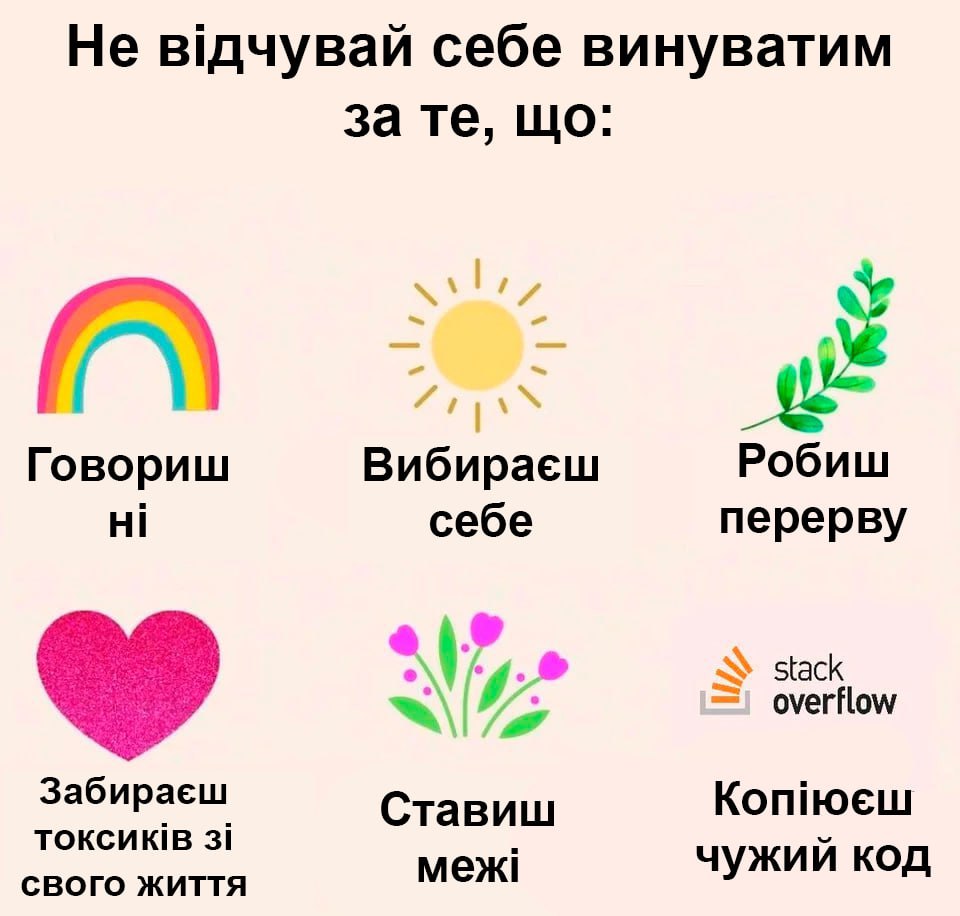 Не відчувай себе винуватим
за те, що:
Говориш
ні
Вибираєш
себе
Робиш
перерву
Забираєш
токсиків зі
свого життя
Ставиш
межі
stack
overflow
Копіюєш
чужий код